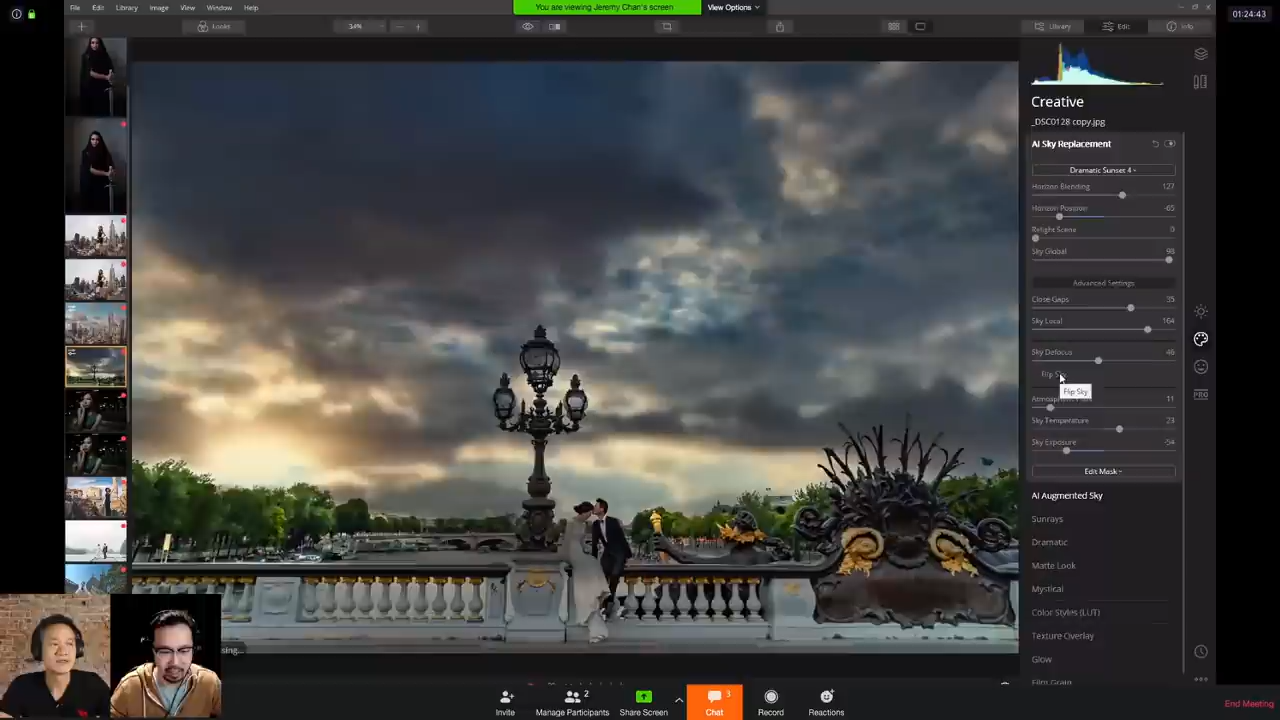 You are viewing Jeremy Chan's screen
View Options
01:24:43
File Edit Library Image View Window Help
Looks
34%
Library Edit Info
Creative
_DSC0128 copy.jpg
AI Sky Replacement
Dramatic Sunset 4
Horizon Blending 127
Horizon Position -65
Relight Scene 0
Sky Global 98
Advanced Settings
Close Gaps 35
Sky Local 164
Sky Defocus 46
Flip Sky
Flip Sky
11
Sky Temperature 23
Sky Exposure -54
Edit Mask
AI Augmented Sky
Sunrays
Dramatic
Matte Look
Mystical
Color Styles (LUT)
Texture Overlay
Glow
Film Grain
PRO
Invite
Manage Participants 2
Share Screen
Chat 3
Record
Reactions
End Meeting